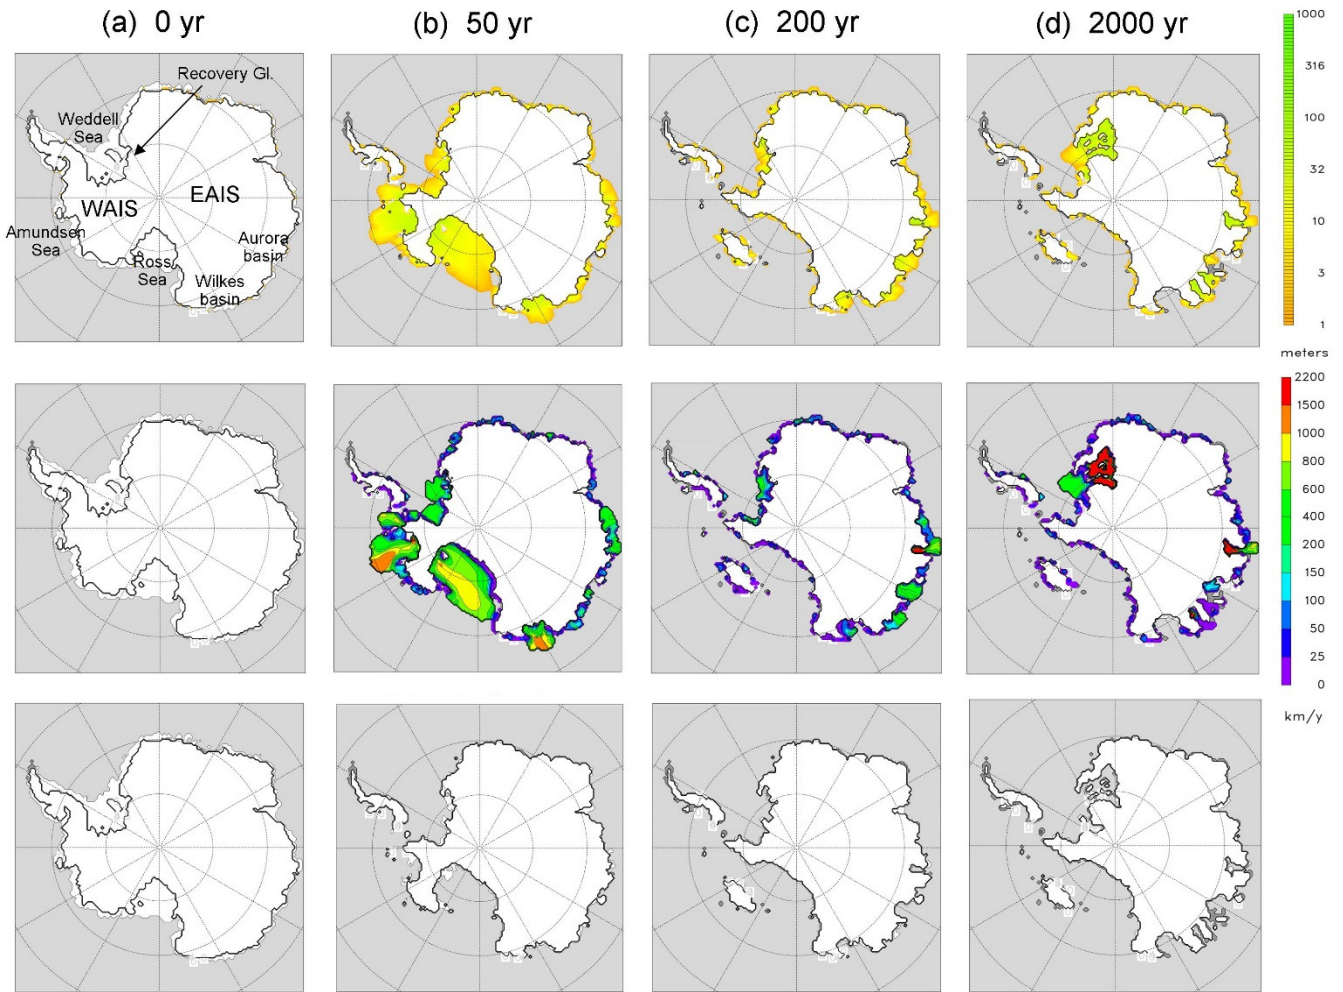 (a) 0 yr
(b) 50 yr
(c) 200 yr
(d) 2000 yr
Recovery Gl.
Weddell
Sea
EAIS
WAIS
Amundsen
Sea
Ross
Sea
Aurora
basin
Wilkes
basin
1000
316
100
32
10
3
1
meters
2200
1500
1000
800
600
400
200
150
100
50
25
0
km/y